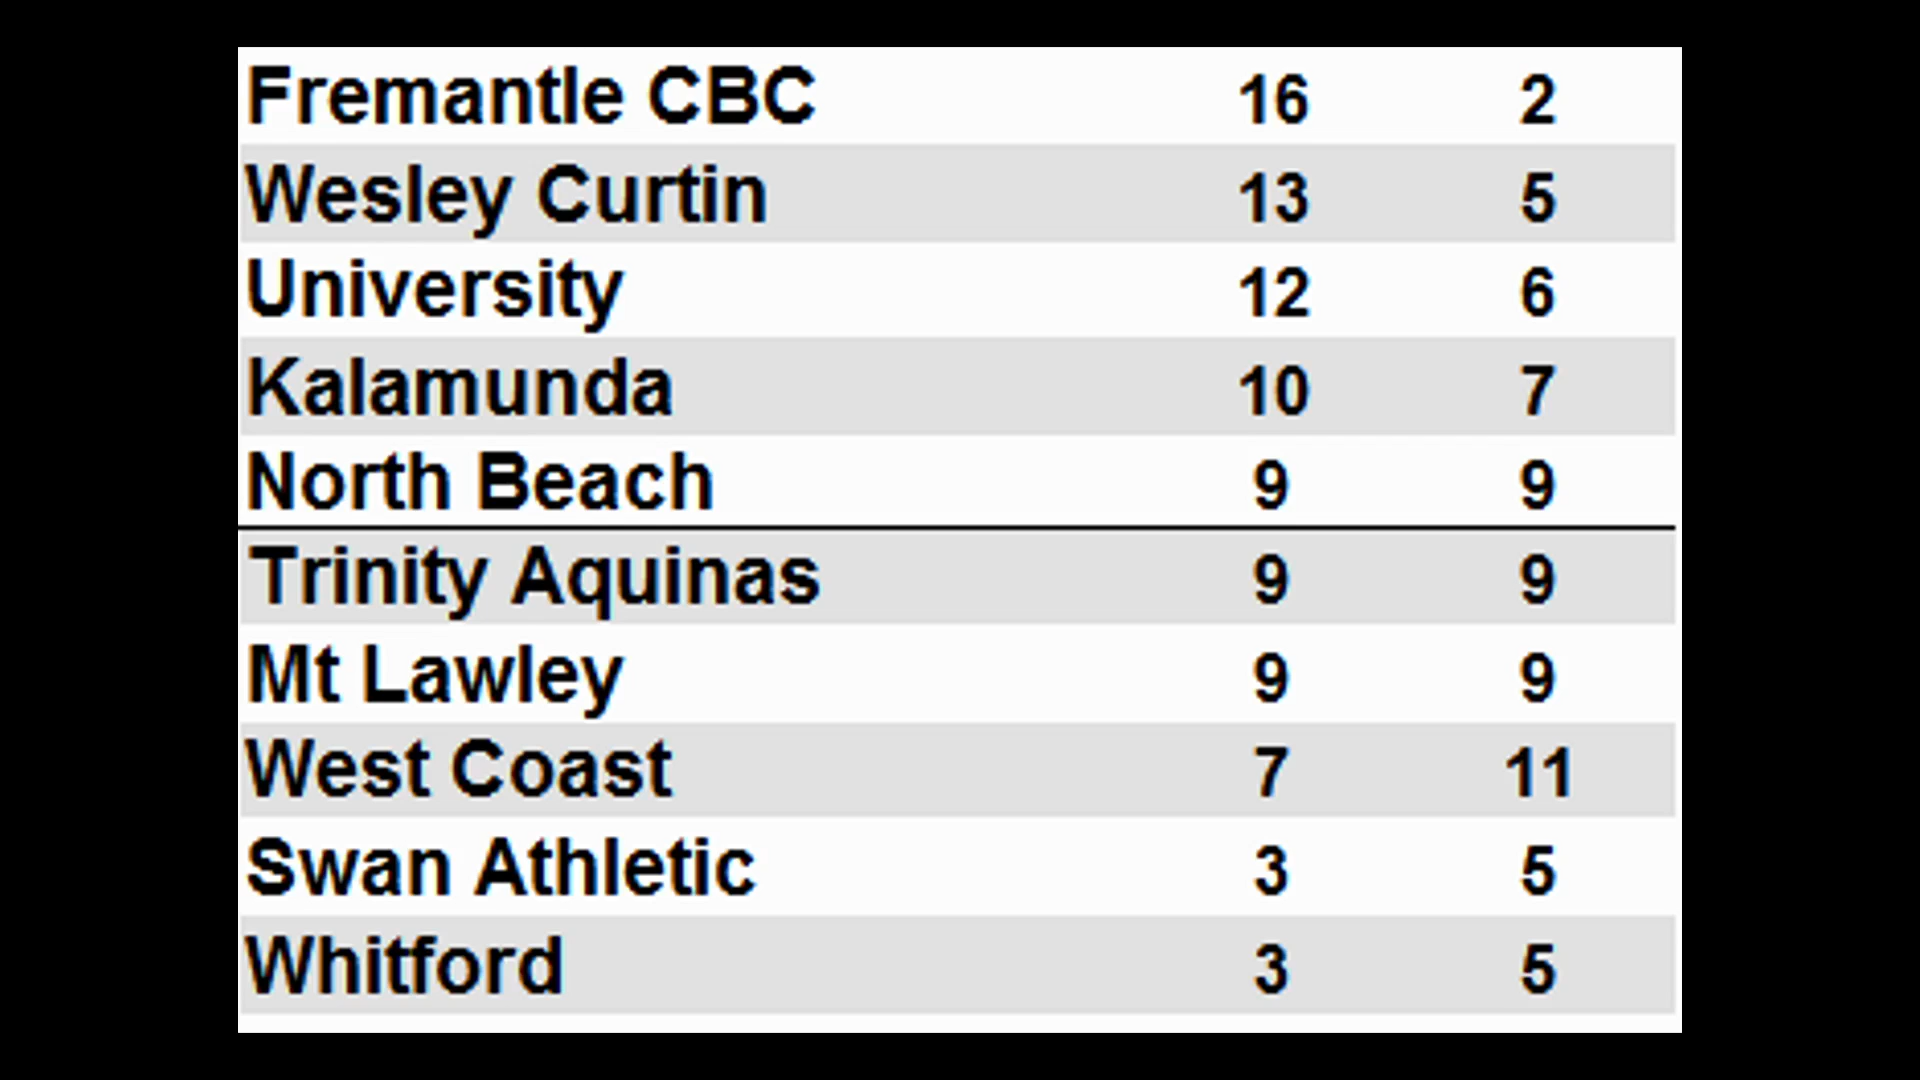 Fremantle CBC 16 2
Wesley Curtin 13 5
University 12 6
Kalamunda 10 7
North Beach 9 9
Trinity Aquinas 9 9
Mt Lawley 9 9
West Coast 7 11
Swan Athletic 3 5
Whitford 3 5